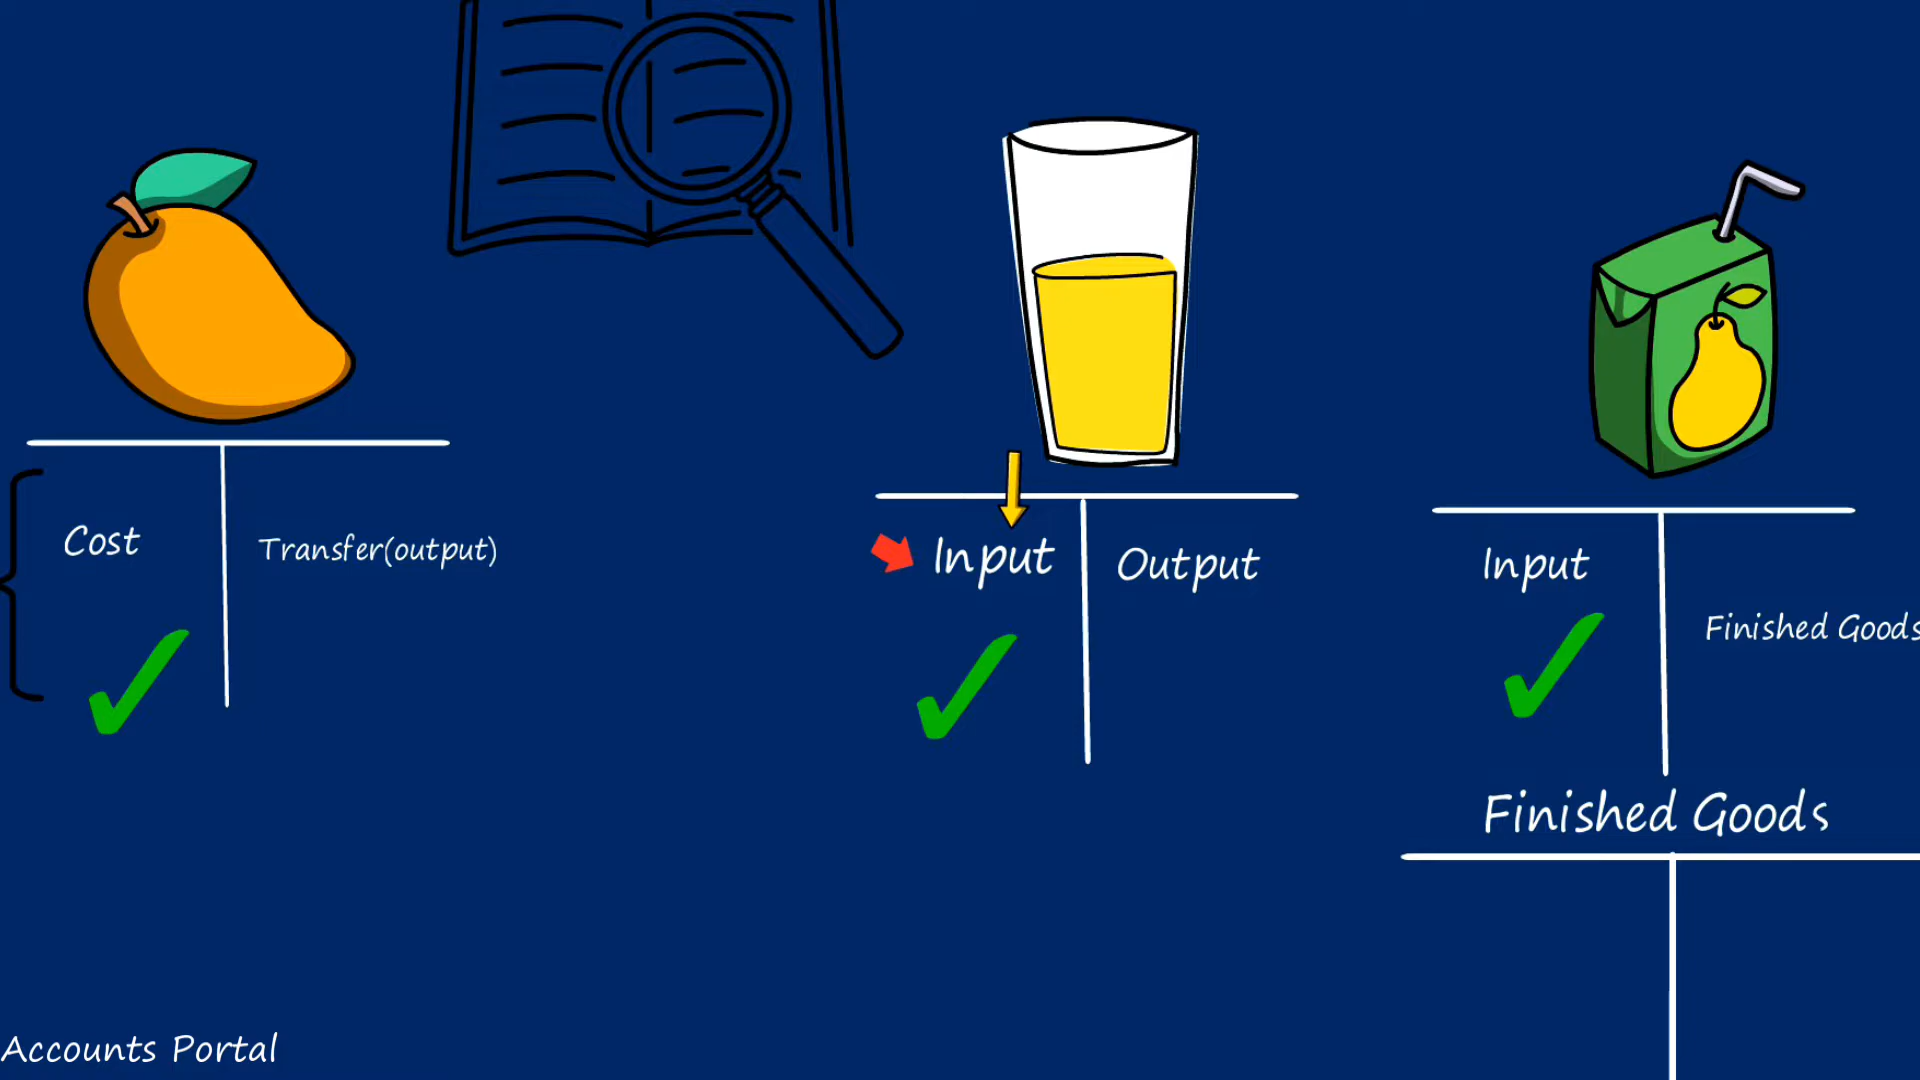 Cost
Transfer(output)
Input
Output
Input
Finished Goods
Finished Goods
Accounts Portal